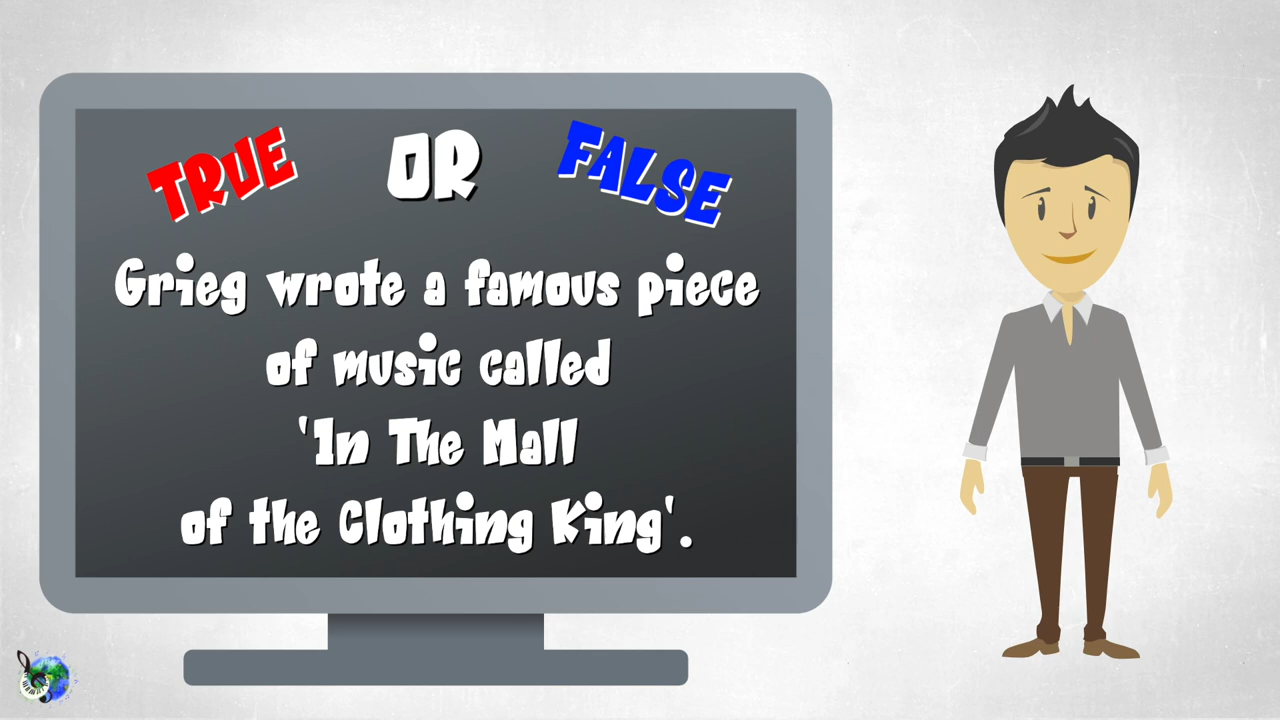 TRUE OR FALSE
Grieg wrote a famous piece
of music called
'In The Mall
of the Clothing King'.